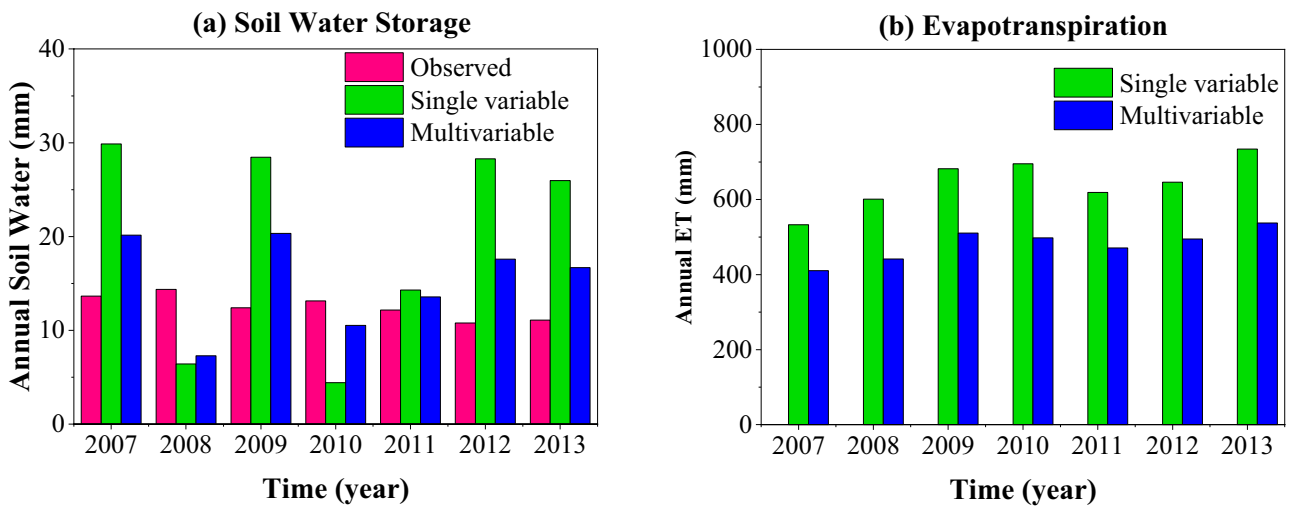 (a) Soil Water Storage
Annual Soil Water (mm)
40
30
20
10
0
Observed
Single variable
Multivariable
2007 2008 2009 2010 2011 2012 2013
Time (year)
(b) Evapotranspiration
Annual ET (mm)
1000
800
600
400
200
0
Single variable
Multivariable
2007 2008 2009 2010 2011 2012 2013
Time (year)